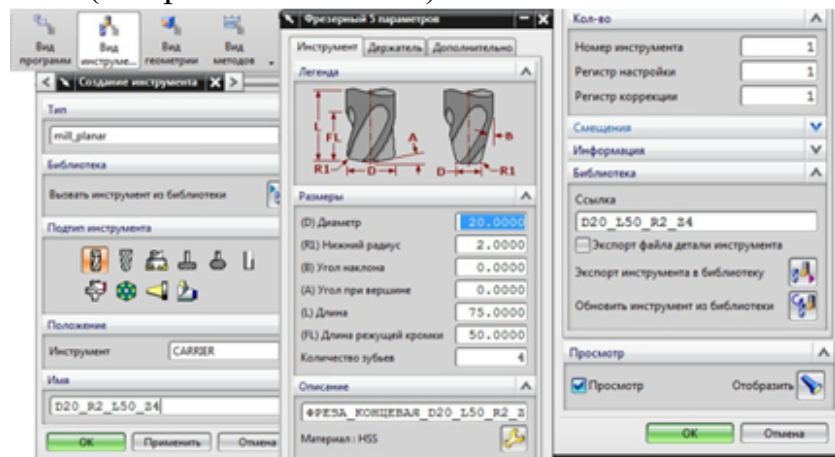 Вид программ
Вид инструме...
Вид геометрии
Вид методов
Создание инструмента
Тип
mill_planar
Библиотека
Вызвать инструмент из библиотеки
Подтип инструмента
Положение
Инструмент CARRIER
Имя
D20_R2_L50_Z4
OK Применить Отмена
Фрезерный 5 параметров
Инструмент Держатель Дополнительно
Легенда
L FL A B
R1 D D R1
Размеры
(D) Диаметр 20.0000
(R1) Нижний радиус 2.0000
(B) Угол наклона 0.0000
(A) Угол при вершине 0.0000
(L) Длина 75.0000
(FL) Длина режущей кромки 50.0000
Количество зубьев 4
Описание
ФРЕЗА_КОНЦЕВАЯ_D20_L50_R2_Z
Материал : HSS
Кол-во
Номер инструмента 1
Регистр настройки 1
Регистр коррекции 1
Смещения
Информация
Библиотека
Ссылка
D20_L50_R2_Z4
Экспорт файла детали инструмента
Экспорт инструмента в библиотеку
Обновить инструмент из библиотеки
Просмотр
Просмотр Отобразить
OK Отмена